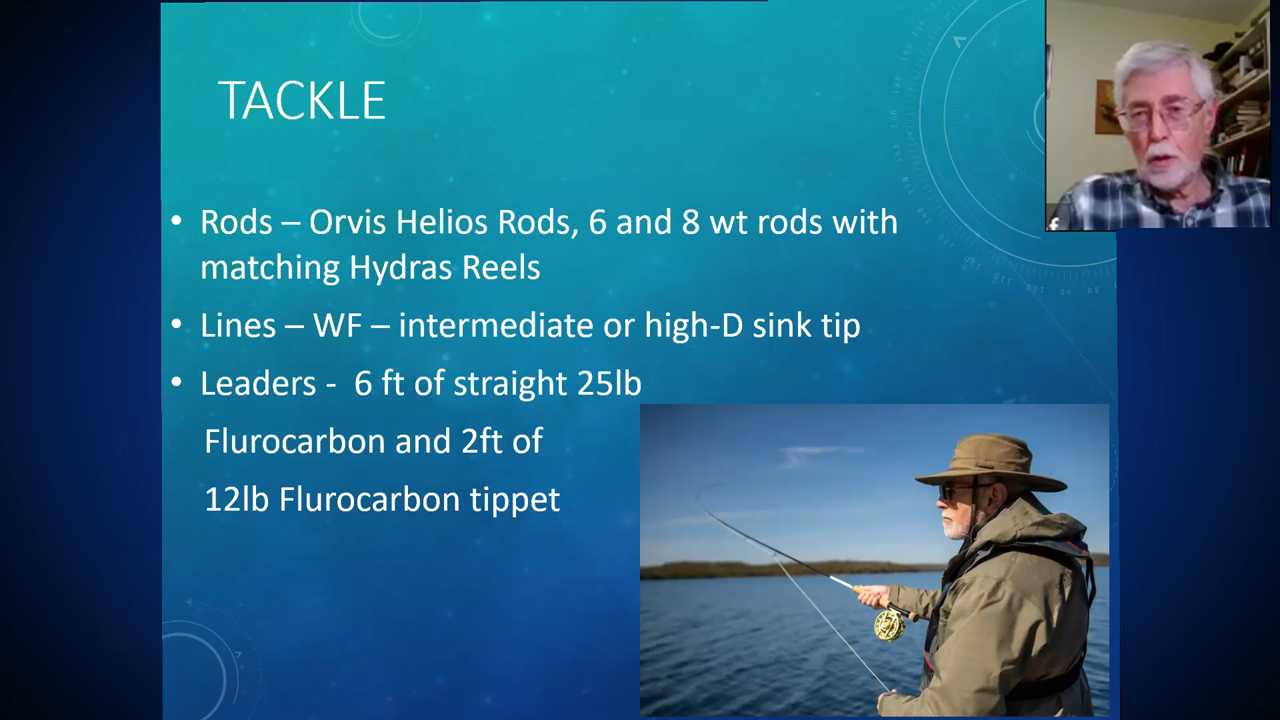 TACKLE
• Rods – Orvis Helios Rods, 6 and 8 wt rods with
matching Hydras Reels
• Lines – WF – intermediate or high-D sink tip
• Leaders - 6 ft of straight 25lb
Flurocarbon and 2ft of
12lb Flurocarbon tippet